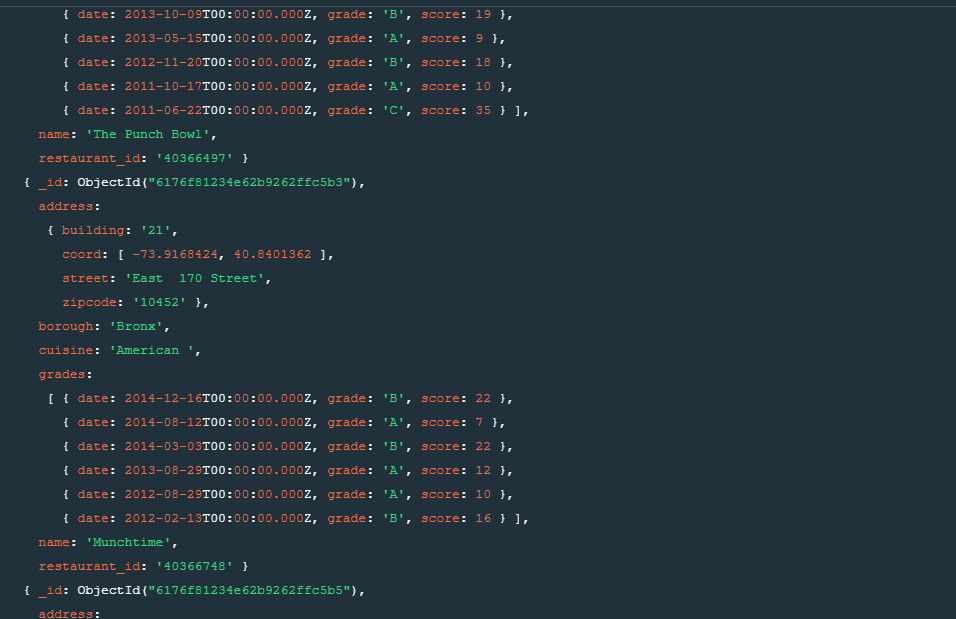 { date: 2013-10-09T00:00:00.000Z, grade: 'B', score: 19 },
{ date: 2013-05-15T00:00:00.000Z, grade: 'A', score: 9 },
{ date: 2012-11-20T00:00:00.000Z, grade: 'B', score: 18 },
{ date: 2011-10-17T00:00:00.000Z, grade: 'A', score: 10 },
{ date: 2011-06-22T00:00:00.000Z, grade: 'C', score: 35 } ],
name: 'The Punch Bowl',
restaurant_id: '40366497' }
{ _id: ObjectId("6176f81234e62b9262ffc5b3"),
address:
{ building: '21',
coord: [ -73.9168424, 40.8401362 ],
street: 'East  170 Street',
zipcode: '10452' },
borough: 'Bronx',
cuisine: 'American ',
grades:
[ { date: 2014-12-16T00:00:00.000Z, grade: 'B', score: 22 },
{ date: 2014-08-12T00:00:00.000Z, grade: 'A', score: 7 },
{ date: 2014-03-03T00:00:00.000Z, grade: 'B', score: 22 },
{ date: 2013-08-29T00:00:00.000Z, grade: 'A', score: 12 },
{ date: 2012-08-29T00:00:00.000Z, grade: 'A', score: 10 },
{ date: 2012-02-13T00:00:00.000Z, grade: 'B', score: 16 } ],
name: 'Munchtime',
restaurant_id: '40366748' }
{ _id: ObjectId("6176f81234e62b9262ffc5b5"),
address: